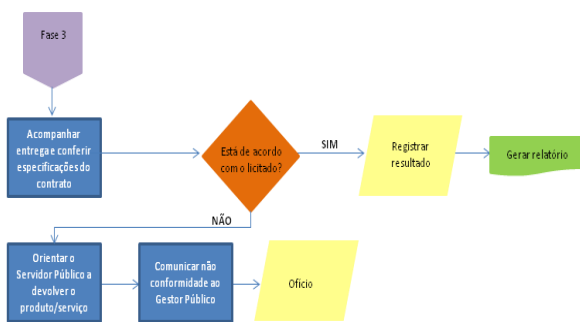 Fase 3
Acompanhar
entrega e conferir
especificações do
contrato
Está de acordo
com o licitado?
SIM
Registrar
resultado
Gerar relatório
NÃO
Orientar o
Servidor Público a
devolver o
produto/serviço
Comunicar não
conformidade ao
Gestor Público
Ofício